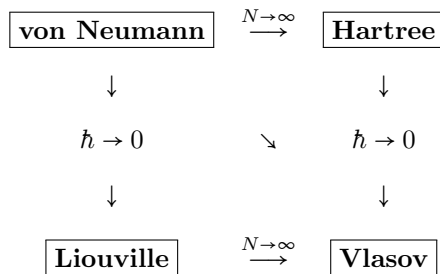 von Neumann N→∞ ⟶ Hartree
↓ ↓
ℏ → 0 ↘ ℏ → 0
↓ ↓
Liouville N→∞ ⟶ Vlasov